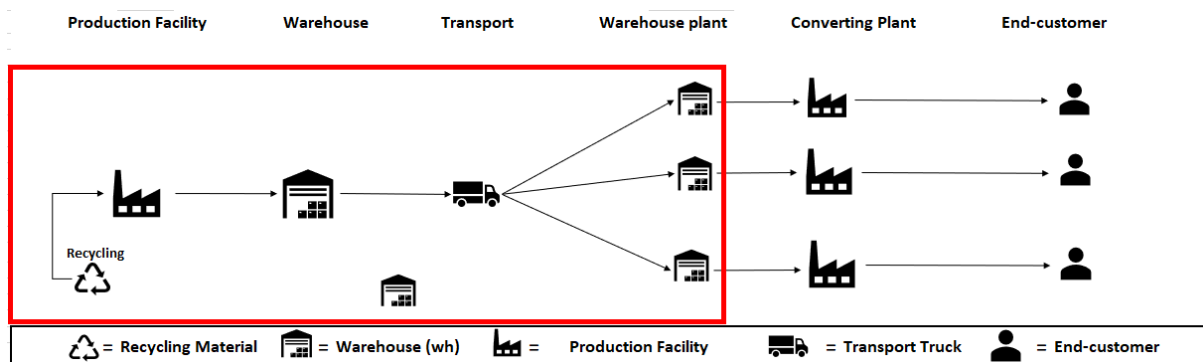 Production Facility Warehouse Transport Warehouse plant Converting Plant End-customer
Recycling
= Recycling Material = Warehouse (wh) = Production Facility = Transport Truck = End-customer